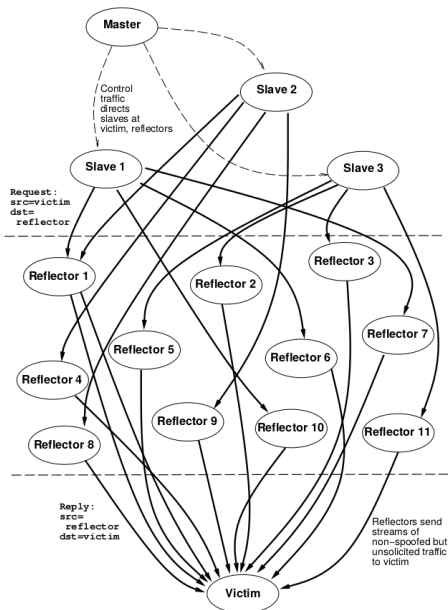 Master
Slave 2
Control
traffic
directs
slaves at
victim, reflectors
Slave 1
Slave 3
Request:
src=victim
dst=
reflector
Reflector 1
Reflector 2
Reflector 3
Reflector 4
Reflector 5
Reflector 6
Reflector 7
Reflector 8
Reflector 9
Reflector 10
Reflector 11
Reply:
src=
reflector
dst=victim
Reflectors send
streams of
non-spoofed but
unsolicited traffic
to victim
Victim